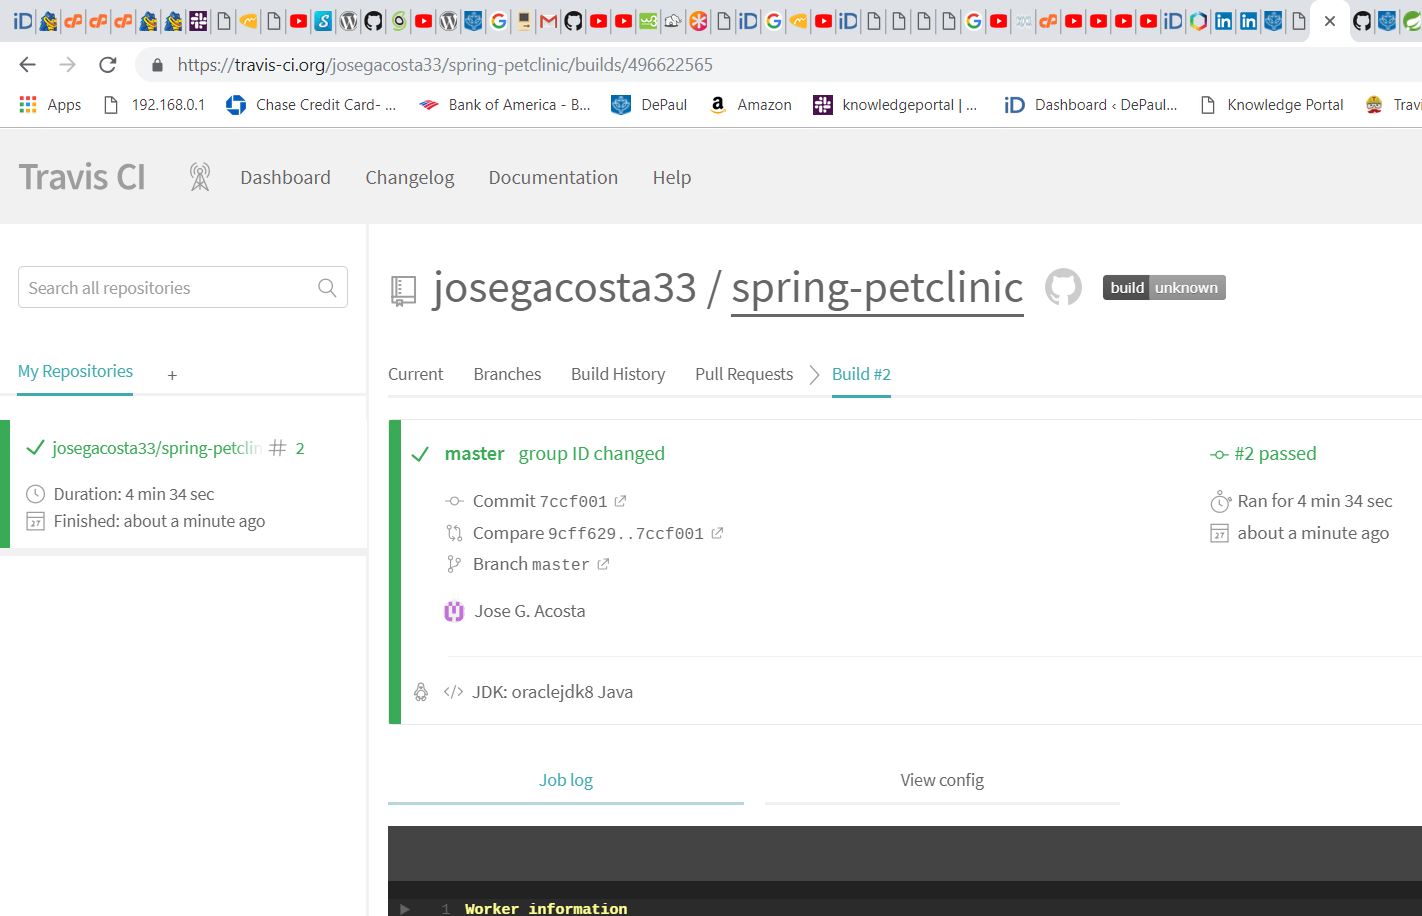 https://travis-ci.org/josegacosta33/spring-petclinic/builds/496622565
Apps 192.168.0.1 Chase Credit Card- ... Bank of America - B... DePaul Amazon knowledgeportal | ... Dashboard ‹ DePaul... Knowledge Portal Travi
Travis CI Dashboard Changelog Documentation Help
Search all repositories
josegacosta33 / spring-petclinic build unknown
My Repositories +
Current Branches Build History Pull Requests Build #2
josegacosta33/spring-petclin # 2
Duration: 4 min 34 sec
Finished: about a minute ago
master group ID changed #2 passed
Commit 7ccf001 Ran for 4 min 34 sec
Compare 9cff629..7ccf001 about a minute ago
Branch master
Jose G. Acosta
</> JDK: oraclejdk8 Java
Job log View config
1 Worker information